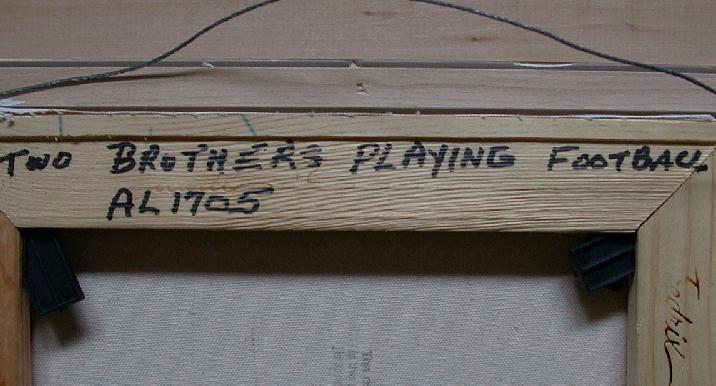 TWO BROTHERS PLAYING FOOTBALL
AL1705